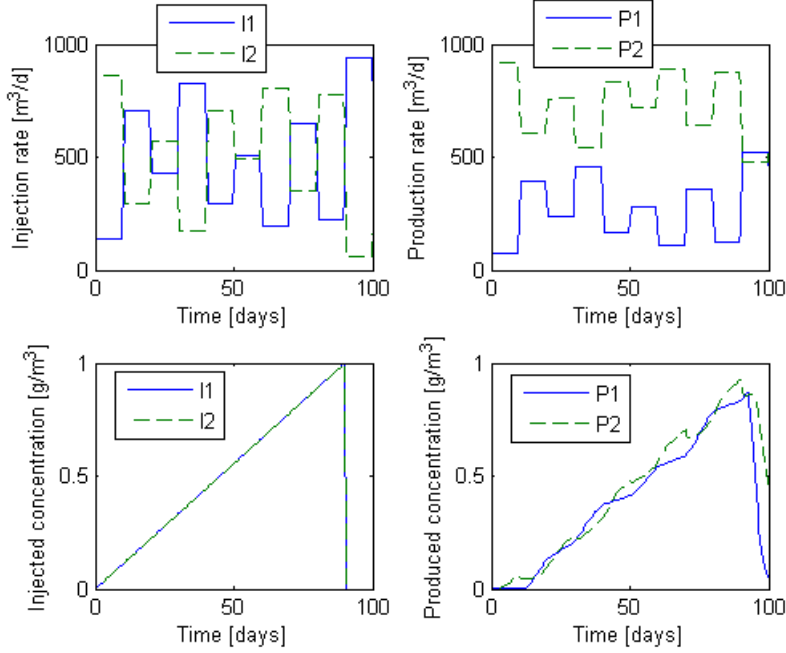 I1
I2
1000
500
0
Injection rate [m³/d]
0
50
100
Time [days]
P1
P2
1000
500
0
Production rate [m³/d]
0
50
100
Time [days]
I1
I2
1
0.5
0
Injected concentration [g/m³]
0
50
100
Time [days]
P1
P2
1
0.5
0
Produced concentration [g/m³]
0
50
100
Time [days]